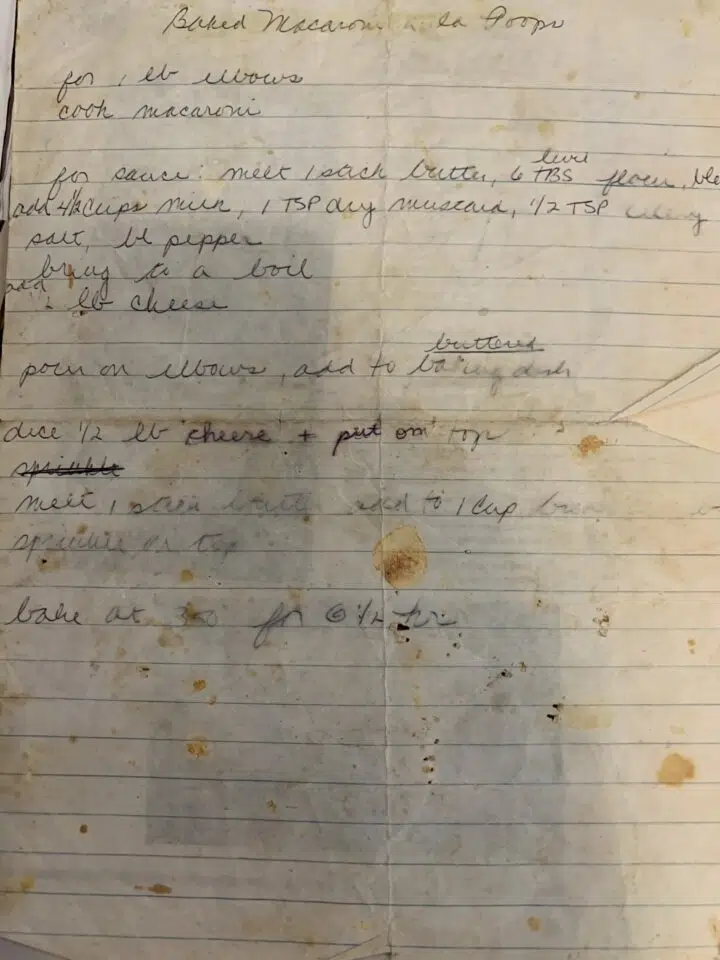 Baked Macaroni a la Poops
for 1 lb elbows
cook macaroni
for sauce: melt 1 stick butter, 6 level TBS flour, ble
add 4½ cups milk, 1 TSP dry mustard, ½ TSP celery
salt, bl pepper
bring to a boil
add
lb cheese
pour on elbows, add to buttered baking dish
dice ½ lb cheese + put on top
sprinkle
melt 1 stick butter add to 1 cup
sprinkle on top
bake at 350 for ½ hr